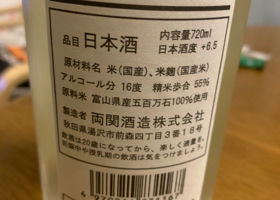 品目 日本酒
内容量720ml
日本酒度 +6.5
原材料名 米(国産)、米麹(国産米)
アルコール分 16度 精米歩合 55%
原料米 富山県産五百万石100%使用
製造者 両関酒造株式会社
秋田県湯沢市前森四丁目3番18号
飲酒は20歳になってから。楽しく適量を。
妊娠中や授乳期の飲酒は気をつけましょう。